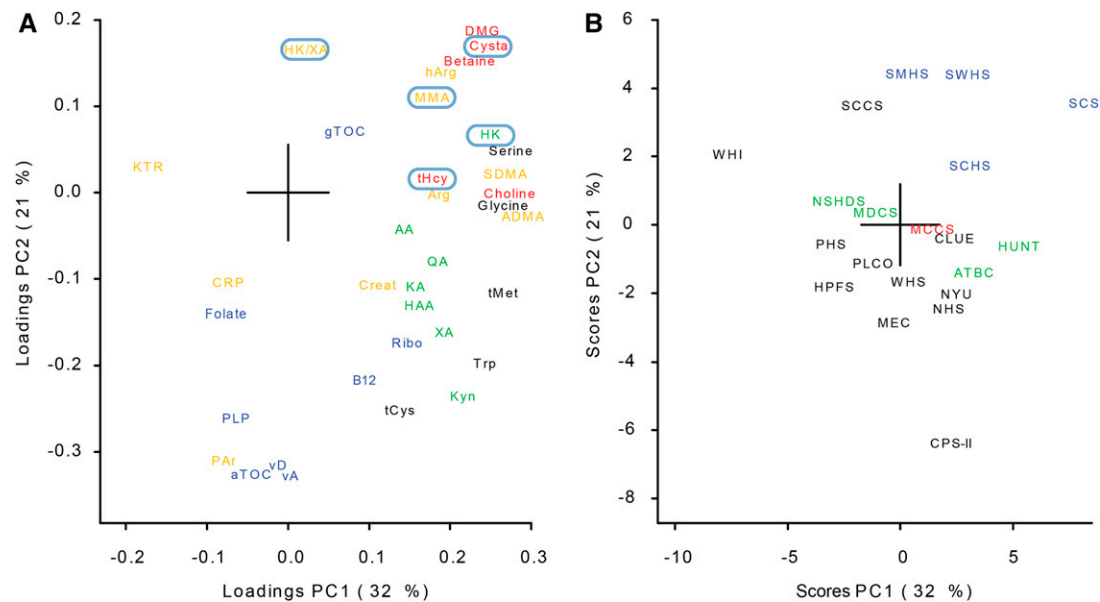 A
0.2
0.1
0.0
-0.1
-0.2
-0.3
Loadings PC2 ( 21 %)
DMG
HK/XA
Cysta
Betaine
hArg
MMA
gTOC
HK
Serine
KTR
tHcy
SDMA
Arg
Choline
Glycine
ADMA
AA
QA
CRP
Creat
KA
tMet
HAA
Folate
XA
Ribo
Trp
B12
Kyn
tCys
PLP
PAr
vD
aTOC
vA
-0.2
-0.1
0.0
0.1
0.2
0.3
Loadings PC1 ( 32 %)
B
6
4
2
0
-2
-4
-6
-8
Scores PC2 ( 21 %)
SMHS
SWHS
SCCS
SCS
WHI
SCHS
NSHDS
MDCS
MCCS
CLUE
PHS
HUNT
PLCO
ATBC
HPFS
WHS
NYU
NHS
MEC
CPS-II
-10
-5
0
5
Scores PC1 ( 32 %)